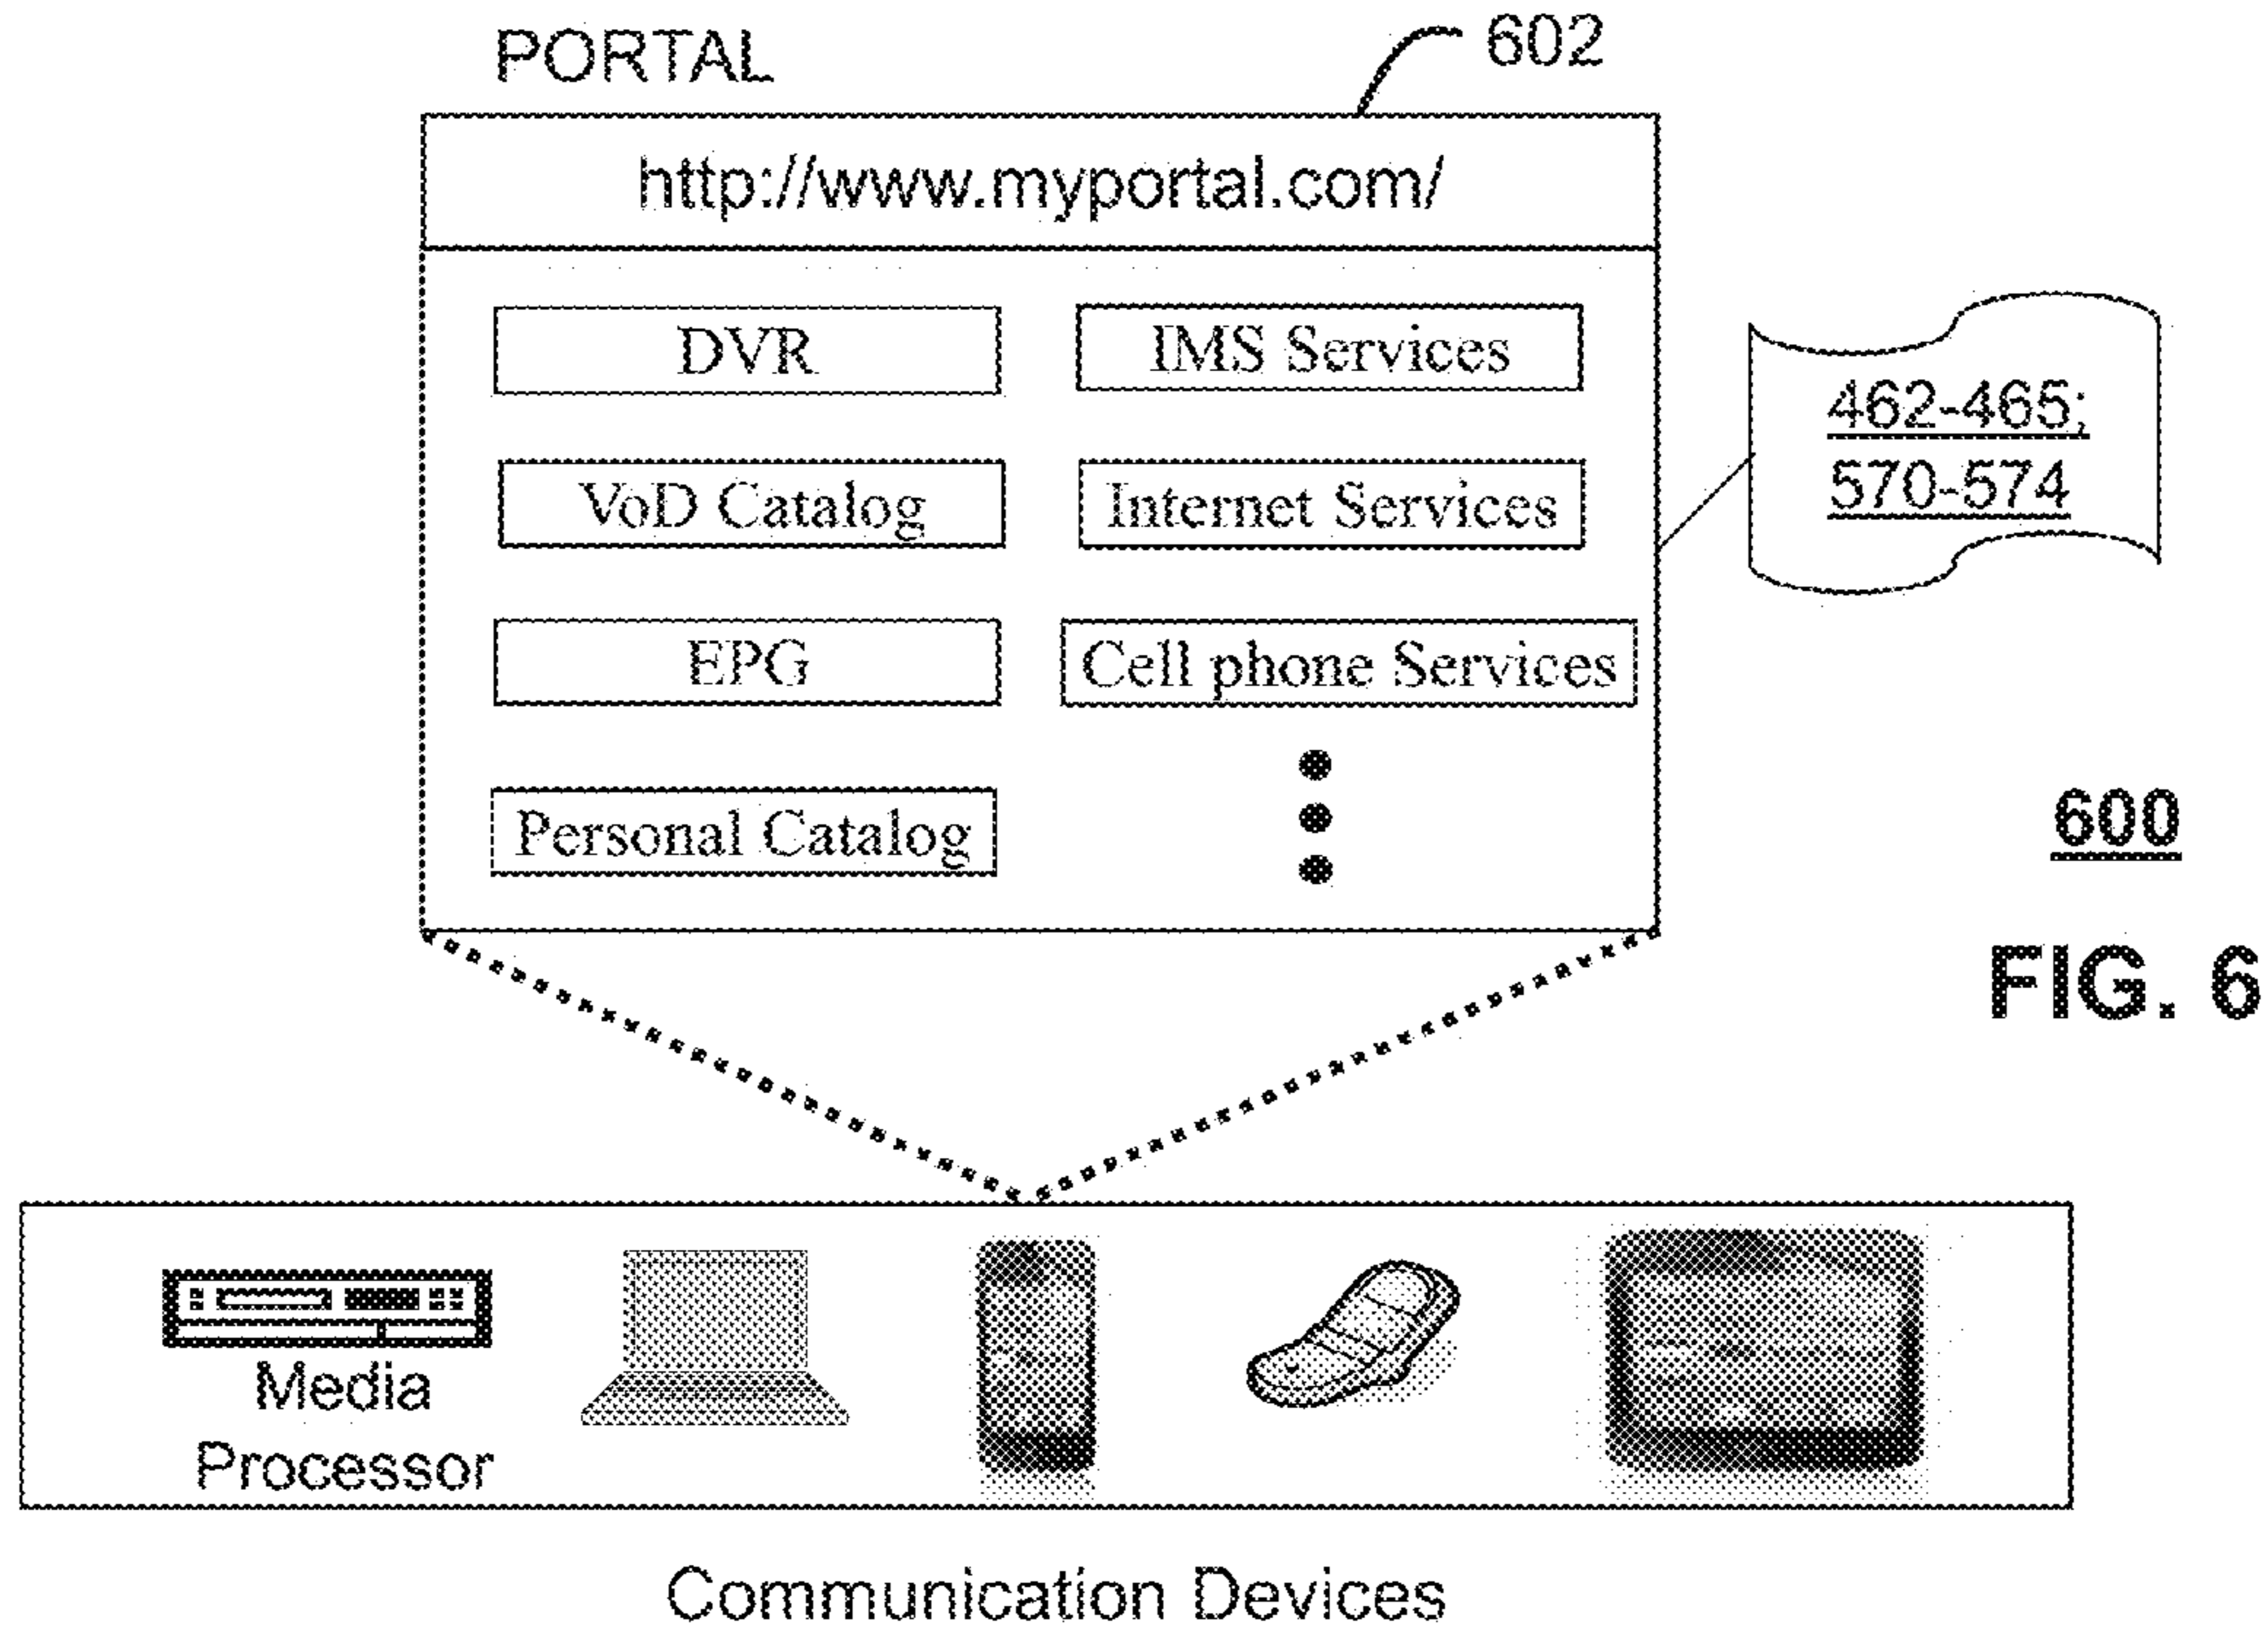 PORTAL
602
http://www.myportal.com/
DVR
IMS Services
VoD Catalog
Internet Services
EPG
Cell phone Services
Personal Catalog
462-465;
570-574
600
FIG. 6
Media
Processor
Communication Devices